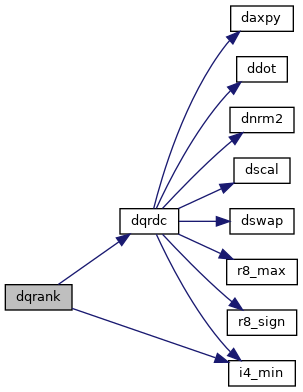 daxpy
ddot
dnrm2
dscal
dqrdc
dswap
r8_max
dqrank
r8_sign
i4_min